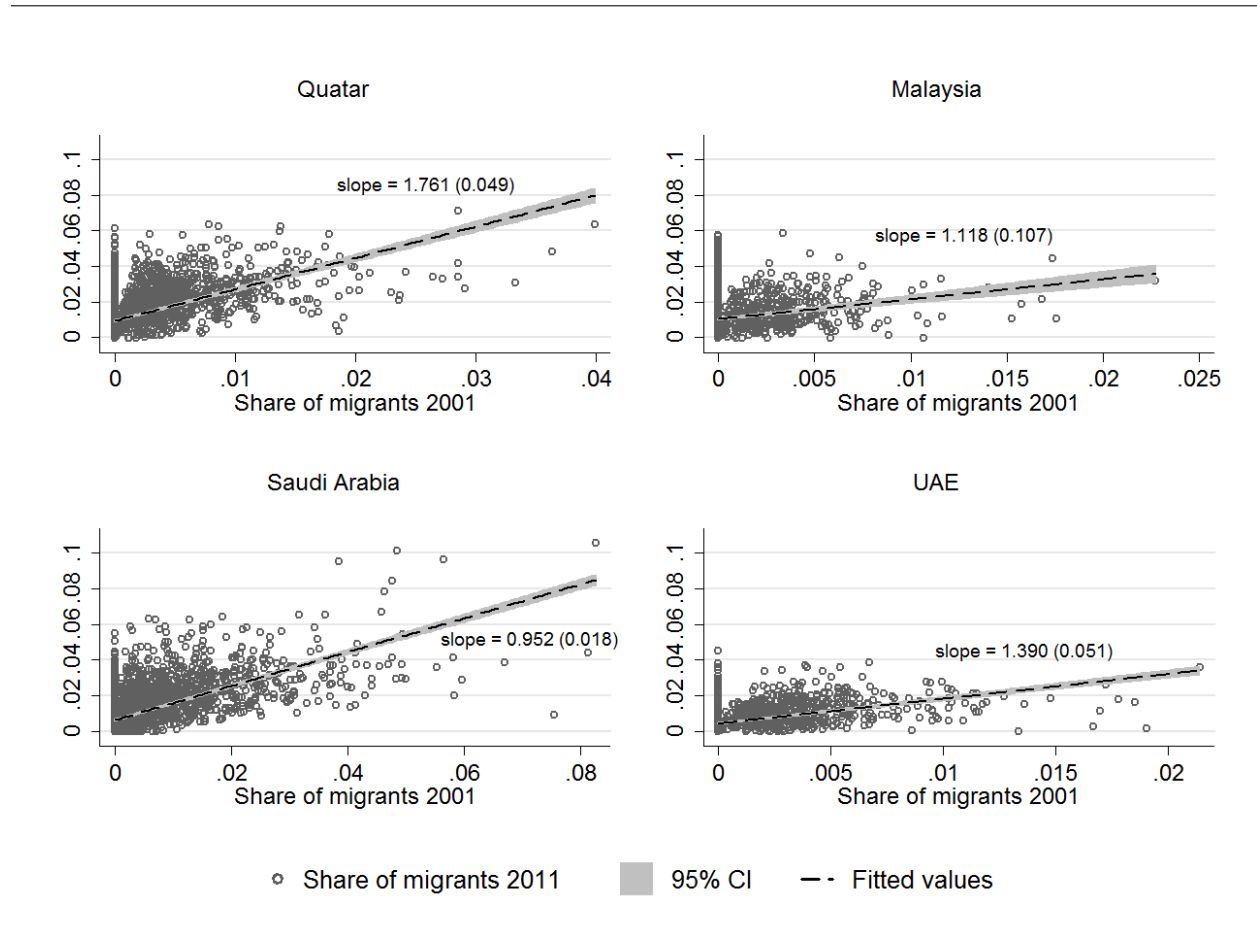 Quatar
slope = 1.761 (0.049)
0 .02 .04 .06 .08 .1
0 .01 .02 .03 .04
Share of migrants 2001
Malaysia
slope = 1.118 (0.107)
0 .02 .04 .06 .08 .1
0 .005 .01 .015 .02 .025
Share of migrants 2001
Saudi Arabia
slope = 0.952 (0.018)
0 .02 .04 .06 .08 .1
0 .02 .04 .06 .08
Share of migrants 2001
UAE
slope = 1.390 (0.051)
0 .02 .04 .06 .08 .1
0 .005 .01 .015 .02
Share of migrants 2001
Share of migrants 2011 95% CI Fitted values